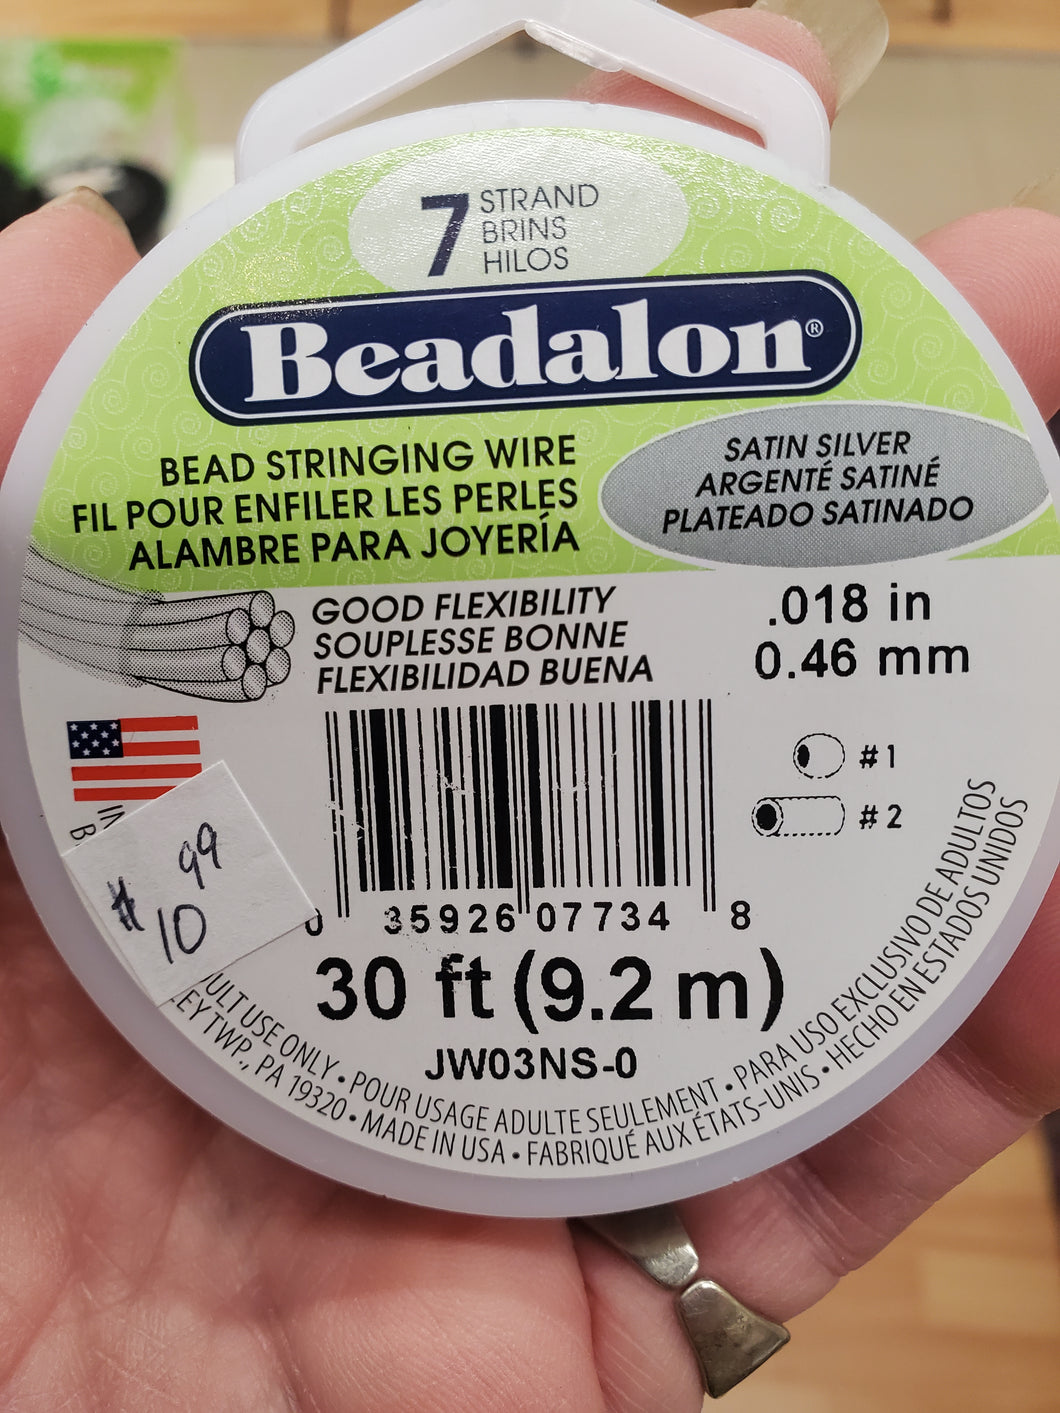 7 STRAND
BRINS
HILOS
Beadalon®
BEAD STRINGING WIRE
FIL POUR ENFILER LES PERLES
ALAMBRE PARA JOYERÍA
SATIN SILVER
ARGENTÉ SATINÉ
PLATEADO SATINADO
GOOD FLEXIBILITY
SOUPLESSE BONNE
FLEXIBILIDAD BUENA
.018 in
0.46 mm
#1
#2
$10.99
0 35926 07734 8
30 ft (9.2 m)
JW03NS-0
USE ONLY • POUR USAGE ADULTE SEULEMENT • PARA USO EXCLUSIVO DE ADULTOS
TWP., PA 19320 • MADE IN USA • FABRIQUÉ AUX ÉTATS-UNIS • HECHO EN ESTADOS UNIDOS